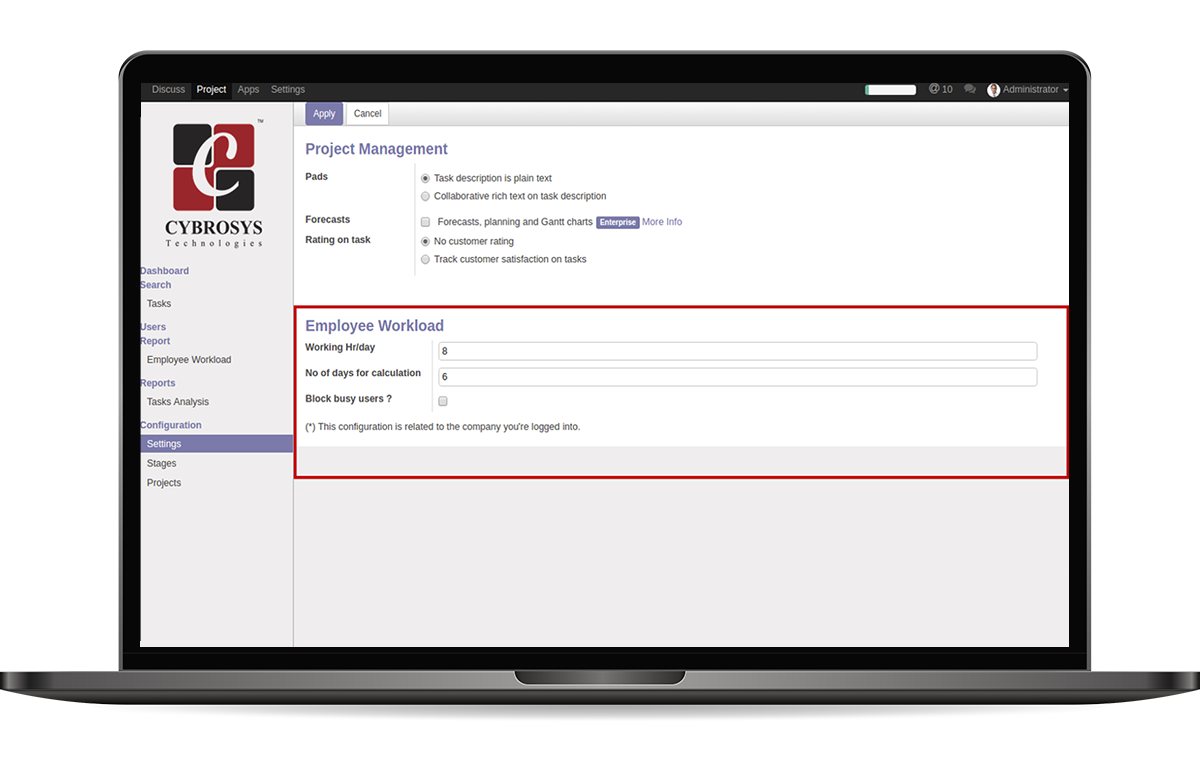 Discuss Project Apps Settings @ 10 Administrator
Apply Cancel
TM
C
CYBROSYS
Technologies
Dashboard
Search
Tasks
Users
Report
Employee Workload
Reports
Tasks Analysis
Configuration
Settings
Stages
Projects
Project Management
Pads
Task description is plain text
Collaborative rich text on task description
Forecasts
Forecasts, planning and Gantt charts Enterprise More Info
Rating on task
No customer rating
Track customer satisfaction on tasks
Employee Workload
Working Hr/day 8
No of days for calculation 6
Block busy users ?
(*) This configuration is related to the company you're logged into.